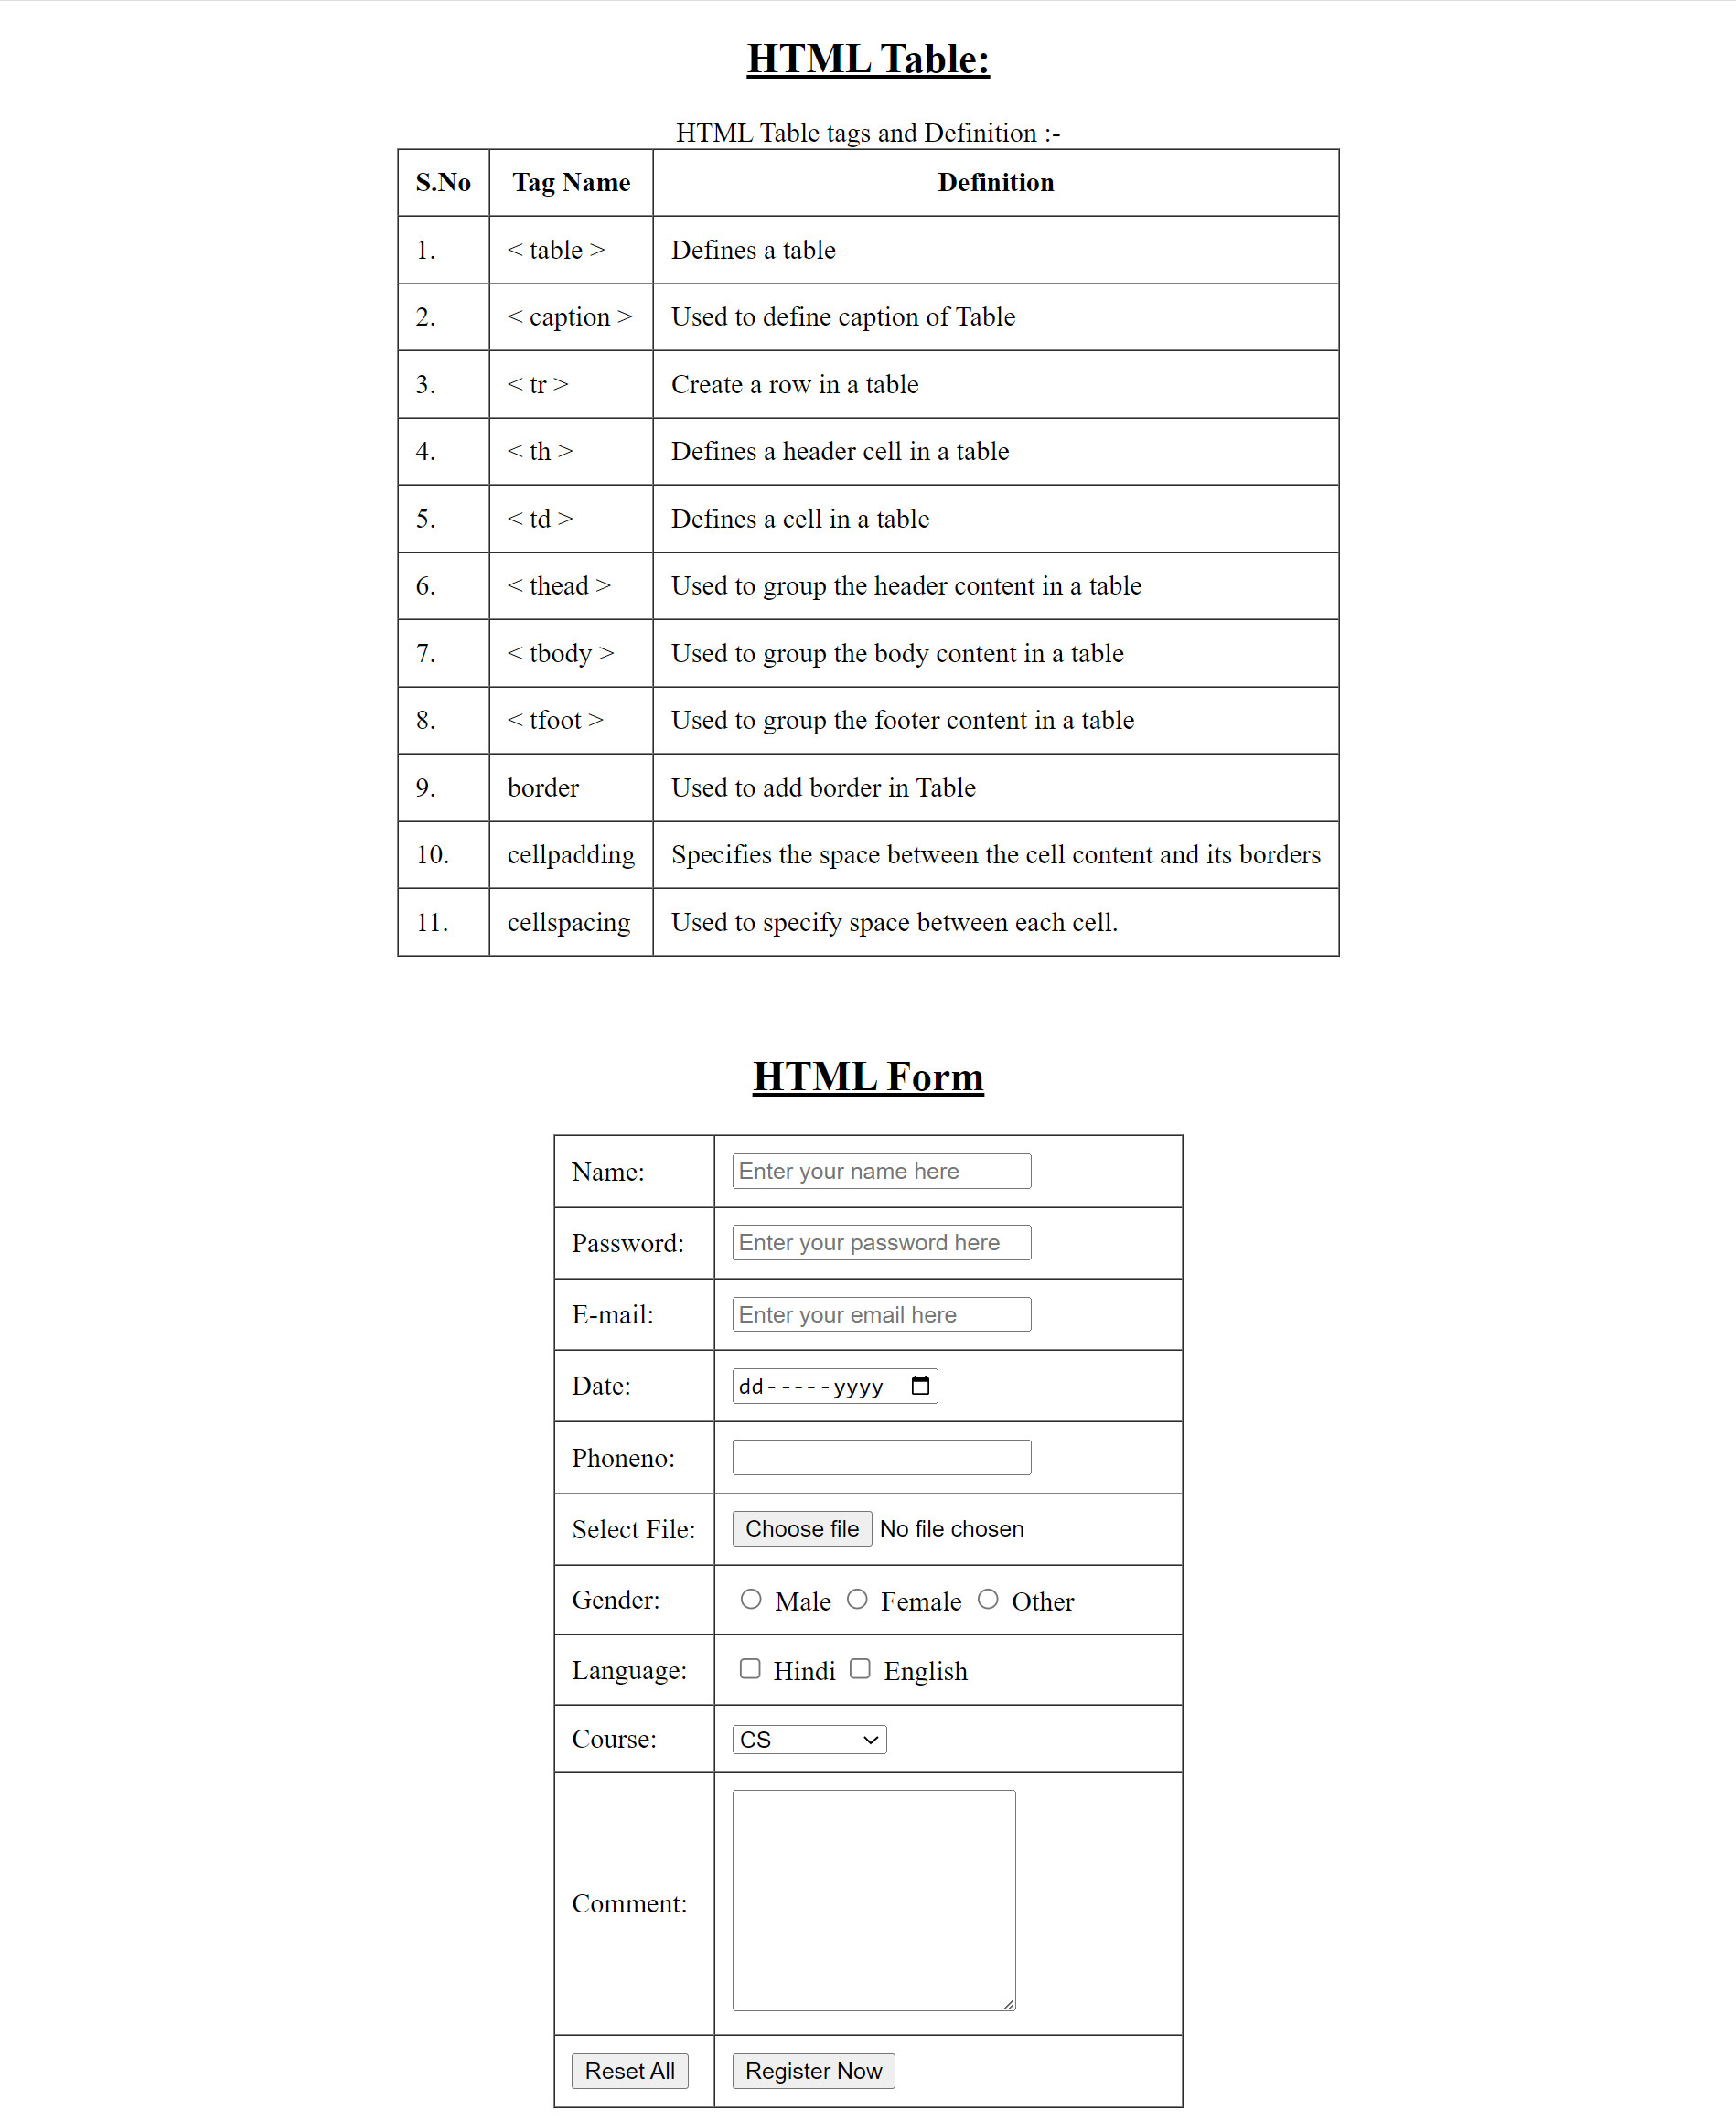 HTML Table:
HTML Table tags and Definition :-
S.No Tag Name Definition
1. < table > Defines a table
2. < caption > Used to define caption of Table
3. < tr > Create a row in a table
4. < th > Defines a header cell in a table
5. < td > Defines a cell in a table
6. < thead > Used to group the header content in a table
7. < tbody > Used to group the body content in a table
8. < tfoot > Used to group the footer content in a table
9. border Used to add border in Table
10. cellpadding Specifies the space between the cell content and its borders
11. cellspacing Used to specify space between each cell.
HTML Form
Name: Enter your name here
Password: Enter your password here
E-mail: Enter your email here
Date: dd-----yyyy
Phoneno:
Select File: Choose file No file chosen
Gender: Male Female Other
Language: Hindi English
Course: CS
Comment:
Reset All Register Now